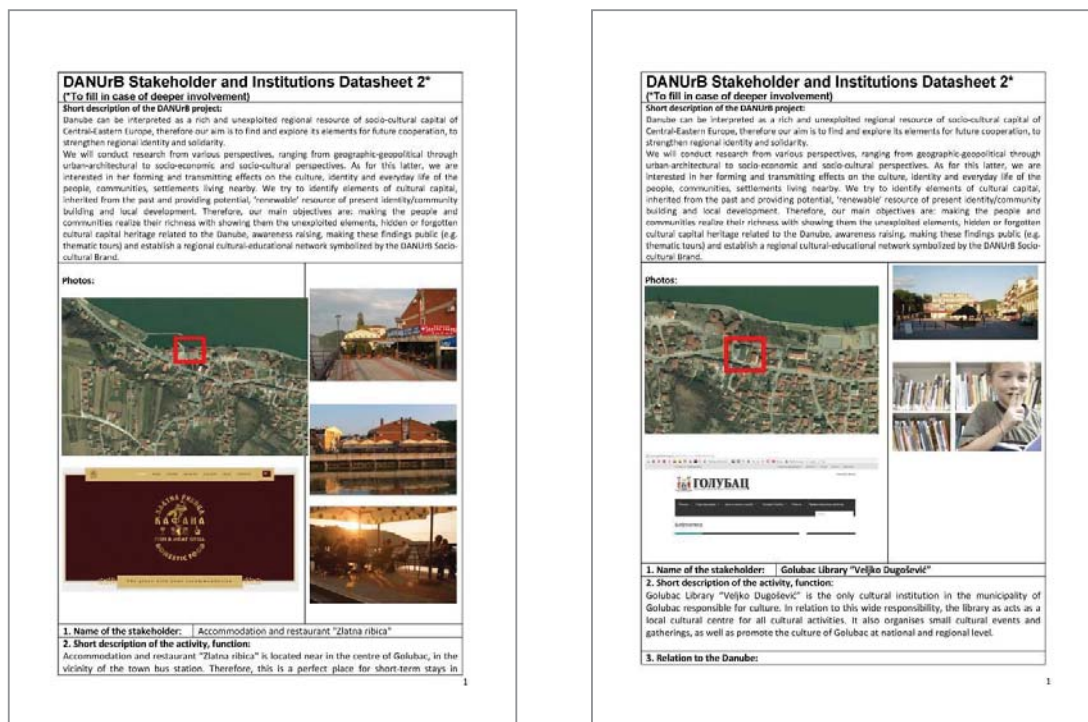 DANUrB Stakeholder and Institutions Datasheet 2*
(*To fill in case of deeper involvement)
Short description of the DANUrB project:
Danube can be interpreted as a rich and unexploited regional resource of socio-cultural capital of
Central-Eastern Europe, therefore our aim is to find and explore its elements for future cooperation, to
strengthen regional identity and solidarity.
We will conduct research from various perspectives, ranging from geographic-geopolitical through
urban-architectural to socio-economic and socio-cultural perspectives. As for this latter, we are
interested in her forming and transmitting effects on the culture, identity and everyday life of the
people, communities, settlements living nearby. We try to identify elements of cultural capital,
inherited from the past and providing potential, 'renewable' resource of present identity/community
building and local development. Therefore, our main objectives are: making the people and
communities realize their richness with showing them the unexploited elements, hidden or forgotten
cultural capital heritage related to the Danube, awareness raising, making these findings public (e.g.
thematic tours) and establish a regional cultural-educational network symbolized by the DANUrB Socio-
cultural Brand.
Photos:
ZLATNA RIBICA
КАФАНА
FISH & MEAT GRILL
DOMESTIC FOOD
1. Name of the stakeholder: Accommodation and restaurant "Zlatna ribica"
2. Short description of the activity, function:
Accommodation and restaurant "Zlatna ribica" is located near in the centre of Golubac, in the
vicinity of the town bus station. Therefore, this is a perfect place for short-term stays in
1
DANUrB Stakeholder and Institutions Datasheet 2*
(*To fill in case of deeper involvement)
Short description of the DANUrB project:
Danube can be interpreted as a rich and unexploited regional resource of socio-cultural capital of
Central-Eastern Europe, therefore our aim is to find and explore its elements for future cooperation, to
strengthen regional identity and solidarity.
We will conduct research from various perspectives, ranging from geographic-geopolitical through
urban-architectural to socio-economic and socio-cultural perspectives. As for this latter, we are
interested in her forming and transmitting effects on the culture, identity and everyday life of the
people, communities, settlements living nearby. We try to identify elements of cultural capital,
inherited from the past and providing potential, 'renewable' resource of present identity/community
building and local development. Therefore, our main objectives are: making the people and
communities realize their richness with showing them the unexploited elements, hidden or forgotten
cultural capital heritage related to the Danube, awareness raising, making these findings public (e.g.
thematic tours) and establish a regional cultural-educational network symbolized by the DANUrB Socio-
cultural Brand.
Photos:
ГОЛУБАЦ
1. Name of the stakeholder: Golubac Library "Veljko Dugošević"
2. Short description of the activity, function:
Golubac Library "Veljko Dugošević" is the only cultural institution in the municipality of
Golubac responsible for culture. In relation to this wide responsibility, the library as acts as a
local cultural centre for all cultural activities. It also organises small cultural events and
gatherings, as well as promote the culture of Golubac at national and regional level.
3. Relation to the Danube:
1